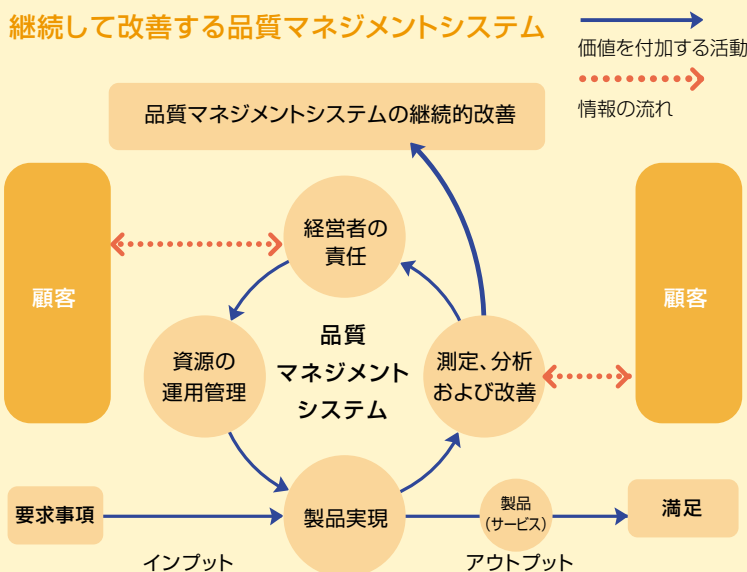 継続して改善する品質マネジメントシステム
価値を付加する活動
情報の流れ
品質マネジメントシステムの継続的改善
顧客
経営者の
責任
顧客
資源の
運用管理
品質
マネジメント
システム
測定、分析
および改善
要求事項
製品実現
製品
(サービス)
満足
インプット
アウトプット